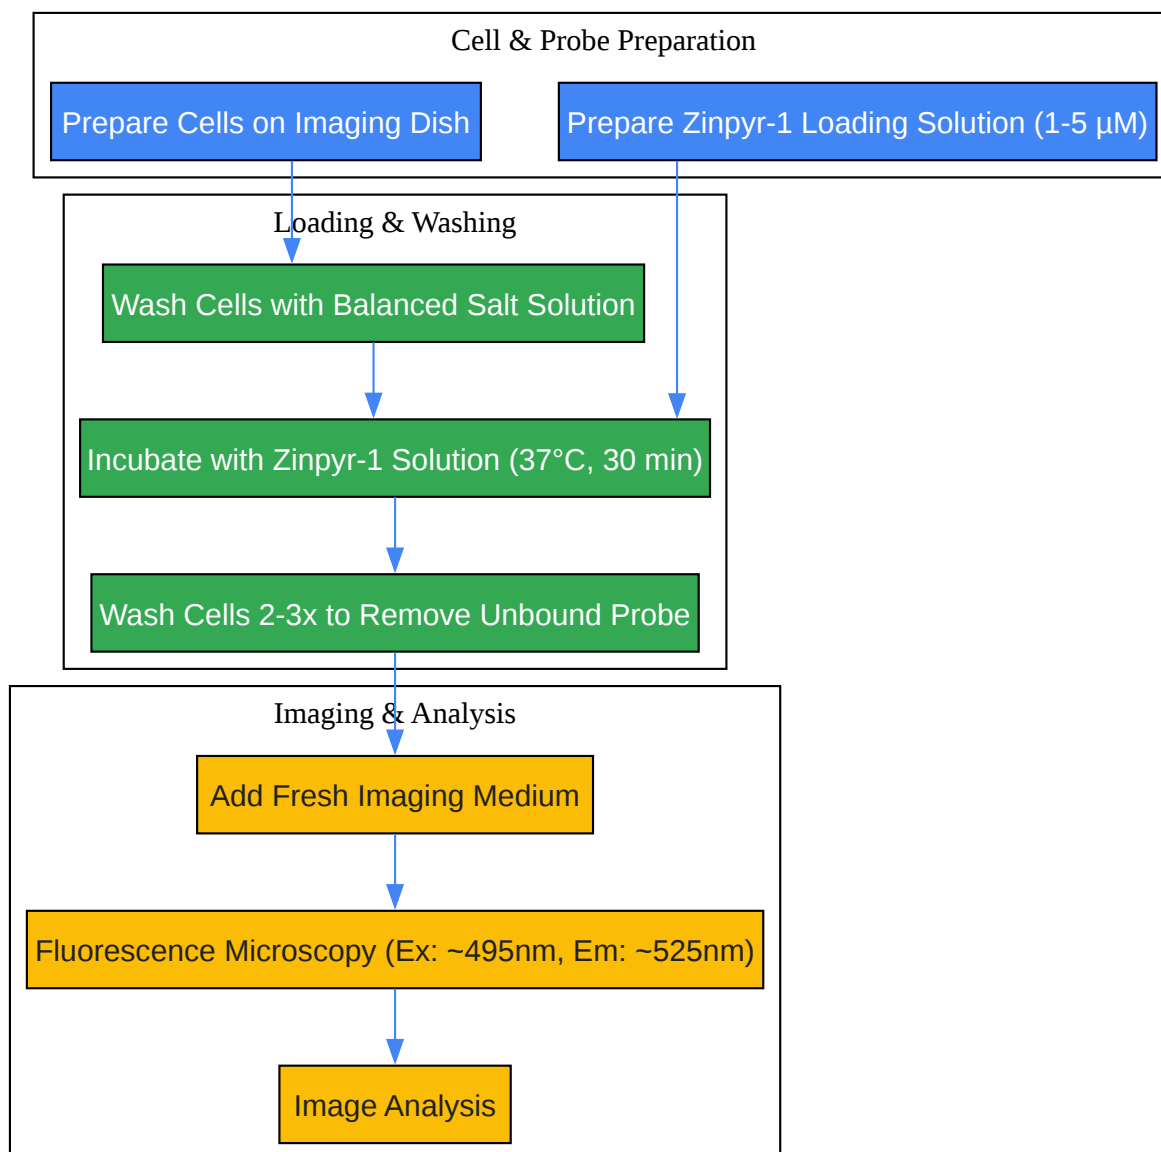 Cell & Probe Preparation
Prepare Cells on Imaging Dish
Prepare Zinpyr-1 Loading Solution (1-5 µM)
Loading & Washing
Wash Cells with Balanced Salt Solution
Incubate with Zinpyr-1 Solution (37°C, 30 min)
Wash Cells 2-3x to Remove Unbound Probe
Imaging & Analysis
Add Fresh Imaging Medium
Fluorescence Microscopy (Ex: ~495nm, Em: ~525nm)
Image Analysis